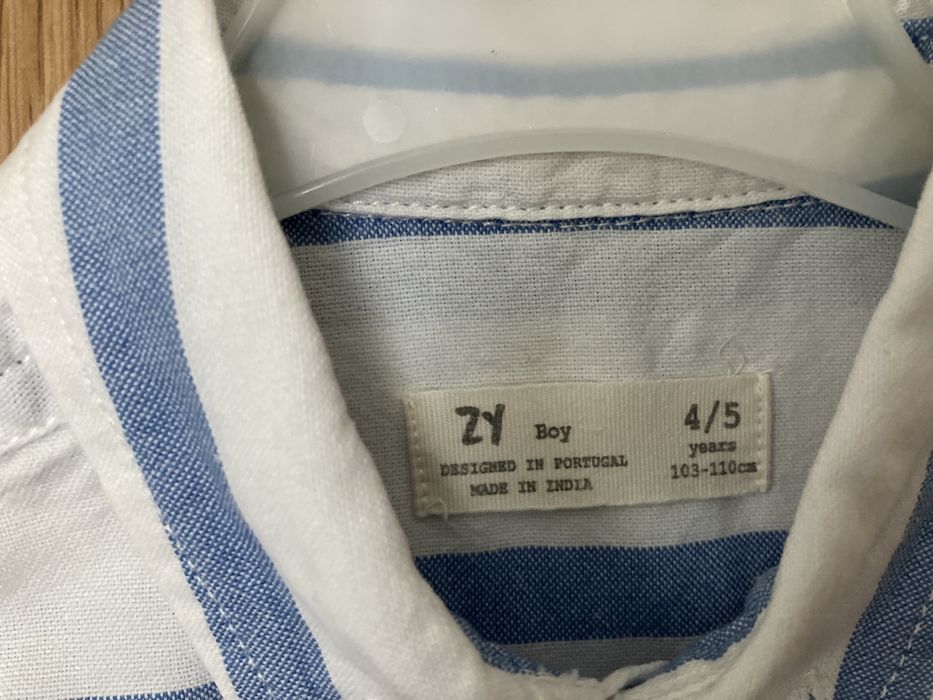 ZY Boy
DESIGNED IN PORTUGAL
MADE IN INDIA
4/5
years
103-110cm